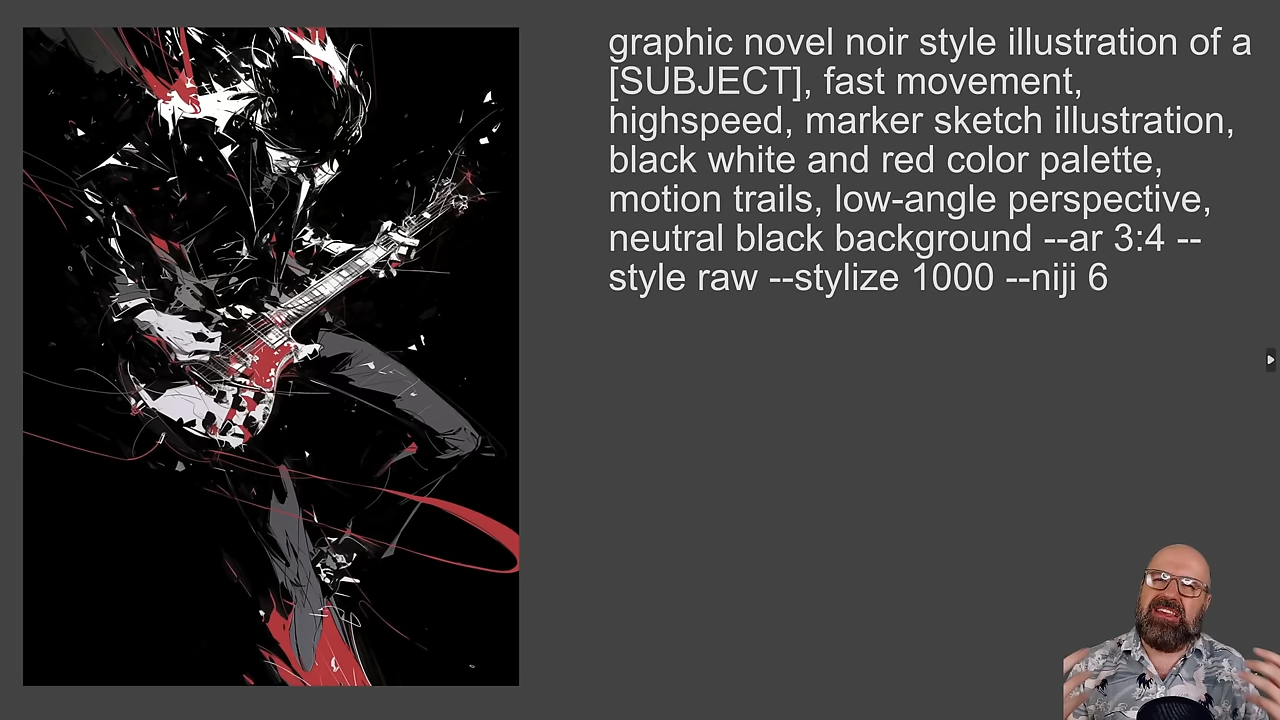 graphic novel noir style illustration of a
[SUBJECT], fast movement,
highspeed, marker sketch illustration,
black white and red color palette,
motion trails, low-angle perspective,
neutral black background --ar 3:4 --
style raw --stylize 1000 --niji 6